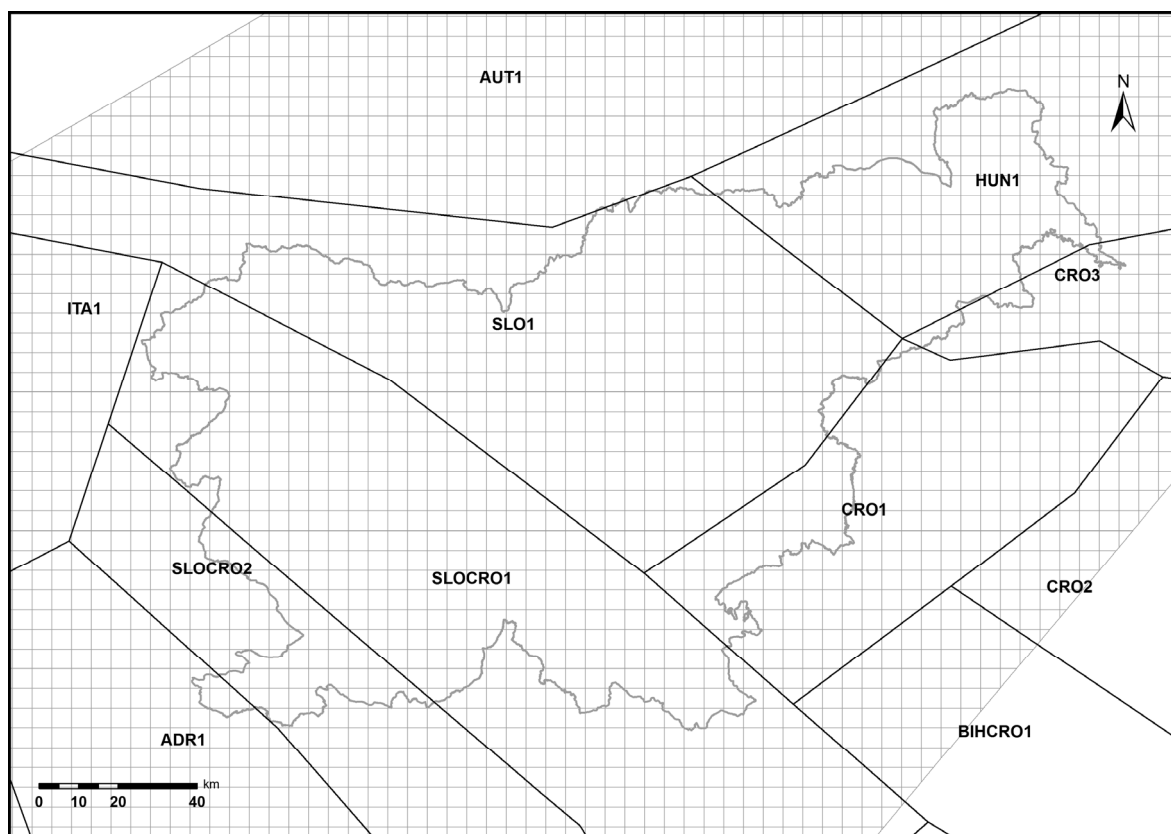 AUT1
N
HUN1
CRO3
ITA1
SLO1
CRO1
SLOCRO2
SLOCRO1
CRO2
BIHCRO1
ADR1
km
0 10 20 40